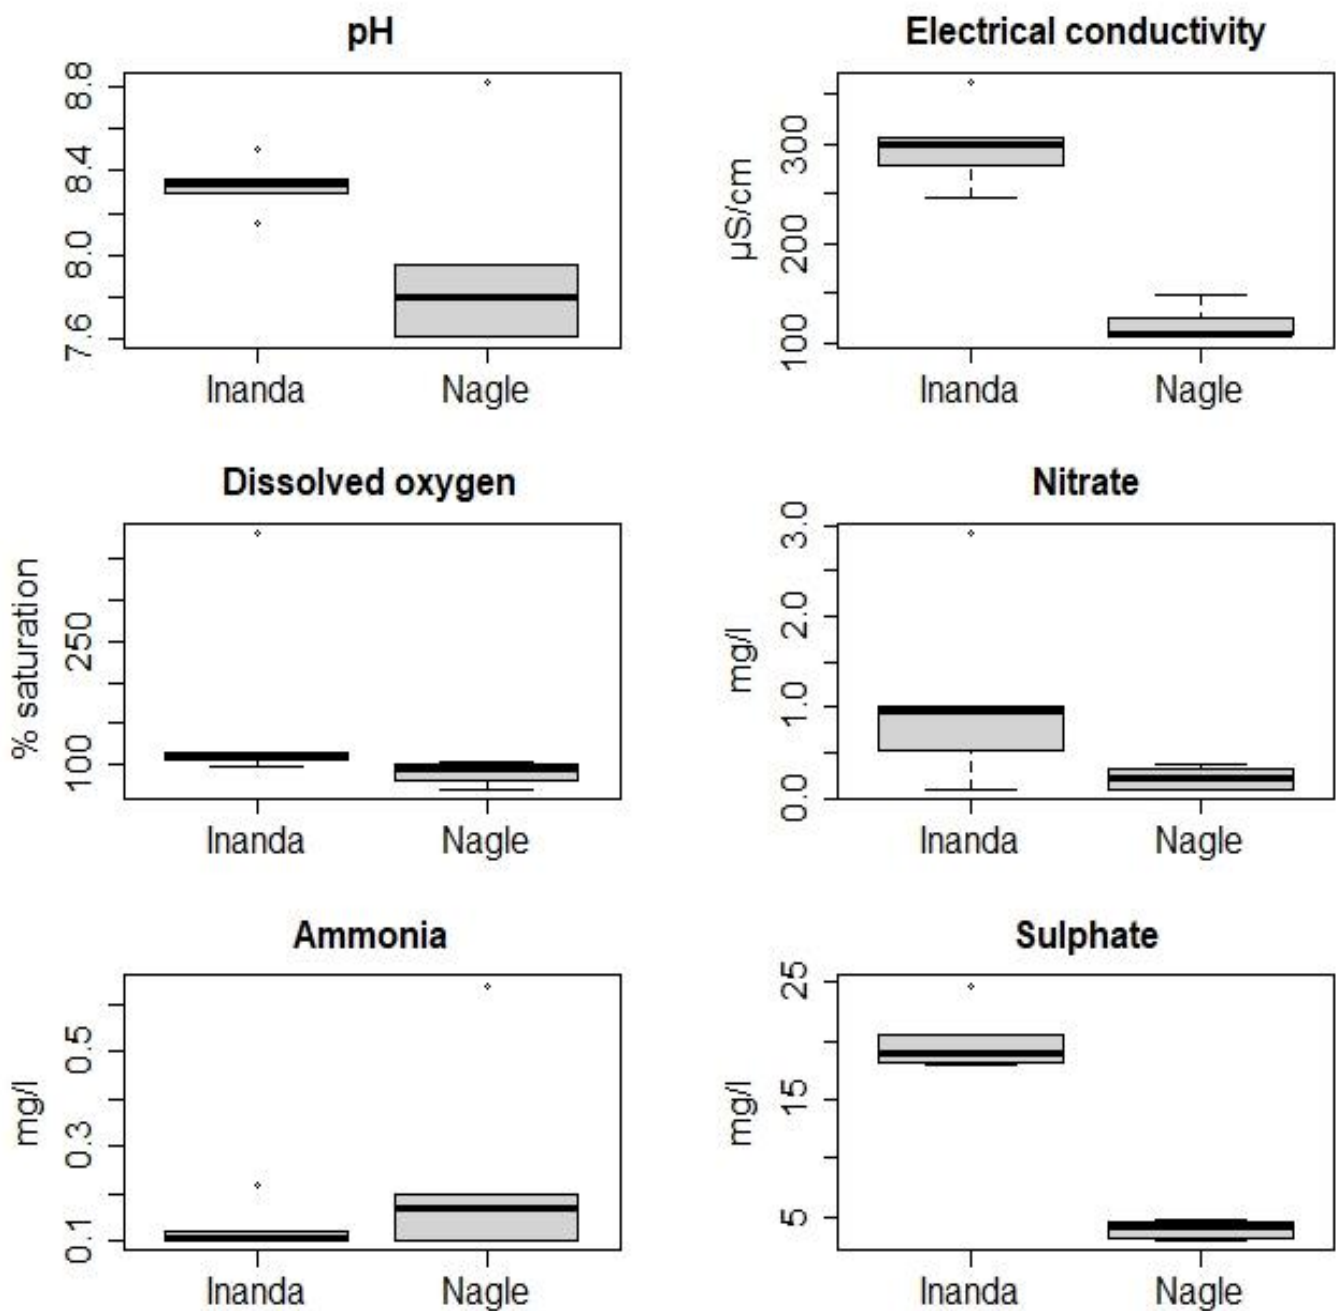 pH
8.8
8.4
8.0
7.6
Inanda Nagle
Electrical conductivity
µS/cm
300
200
100
Inanda Nagle
Dissolved oxygen
% saturation
250
100
Inanda Nagle
Nitrate
mg/l
3.0
2.0
1.0
0.0
Inanda Nagle
Ammonia
mg/l
0.5
0.3
0.1
Inanda Nagle
Sulphate
mg/l
25
15
5
Inanda Nagle